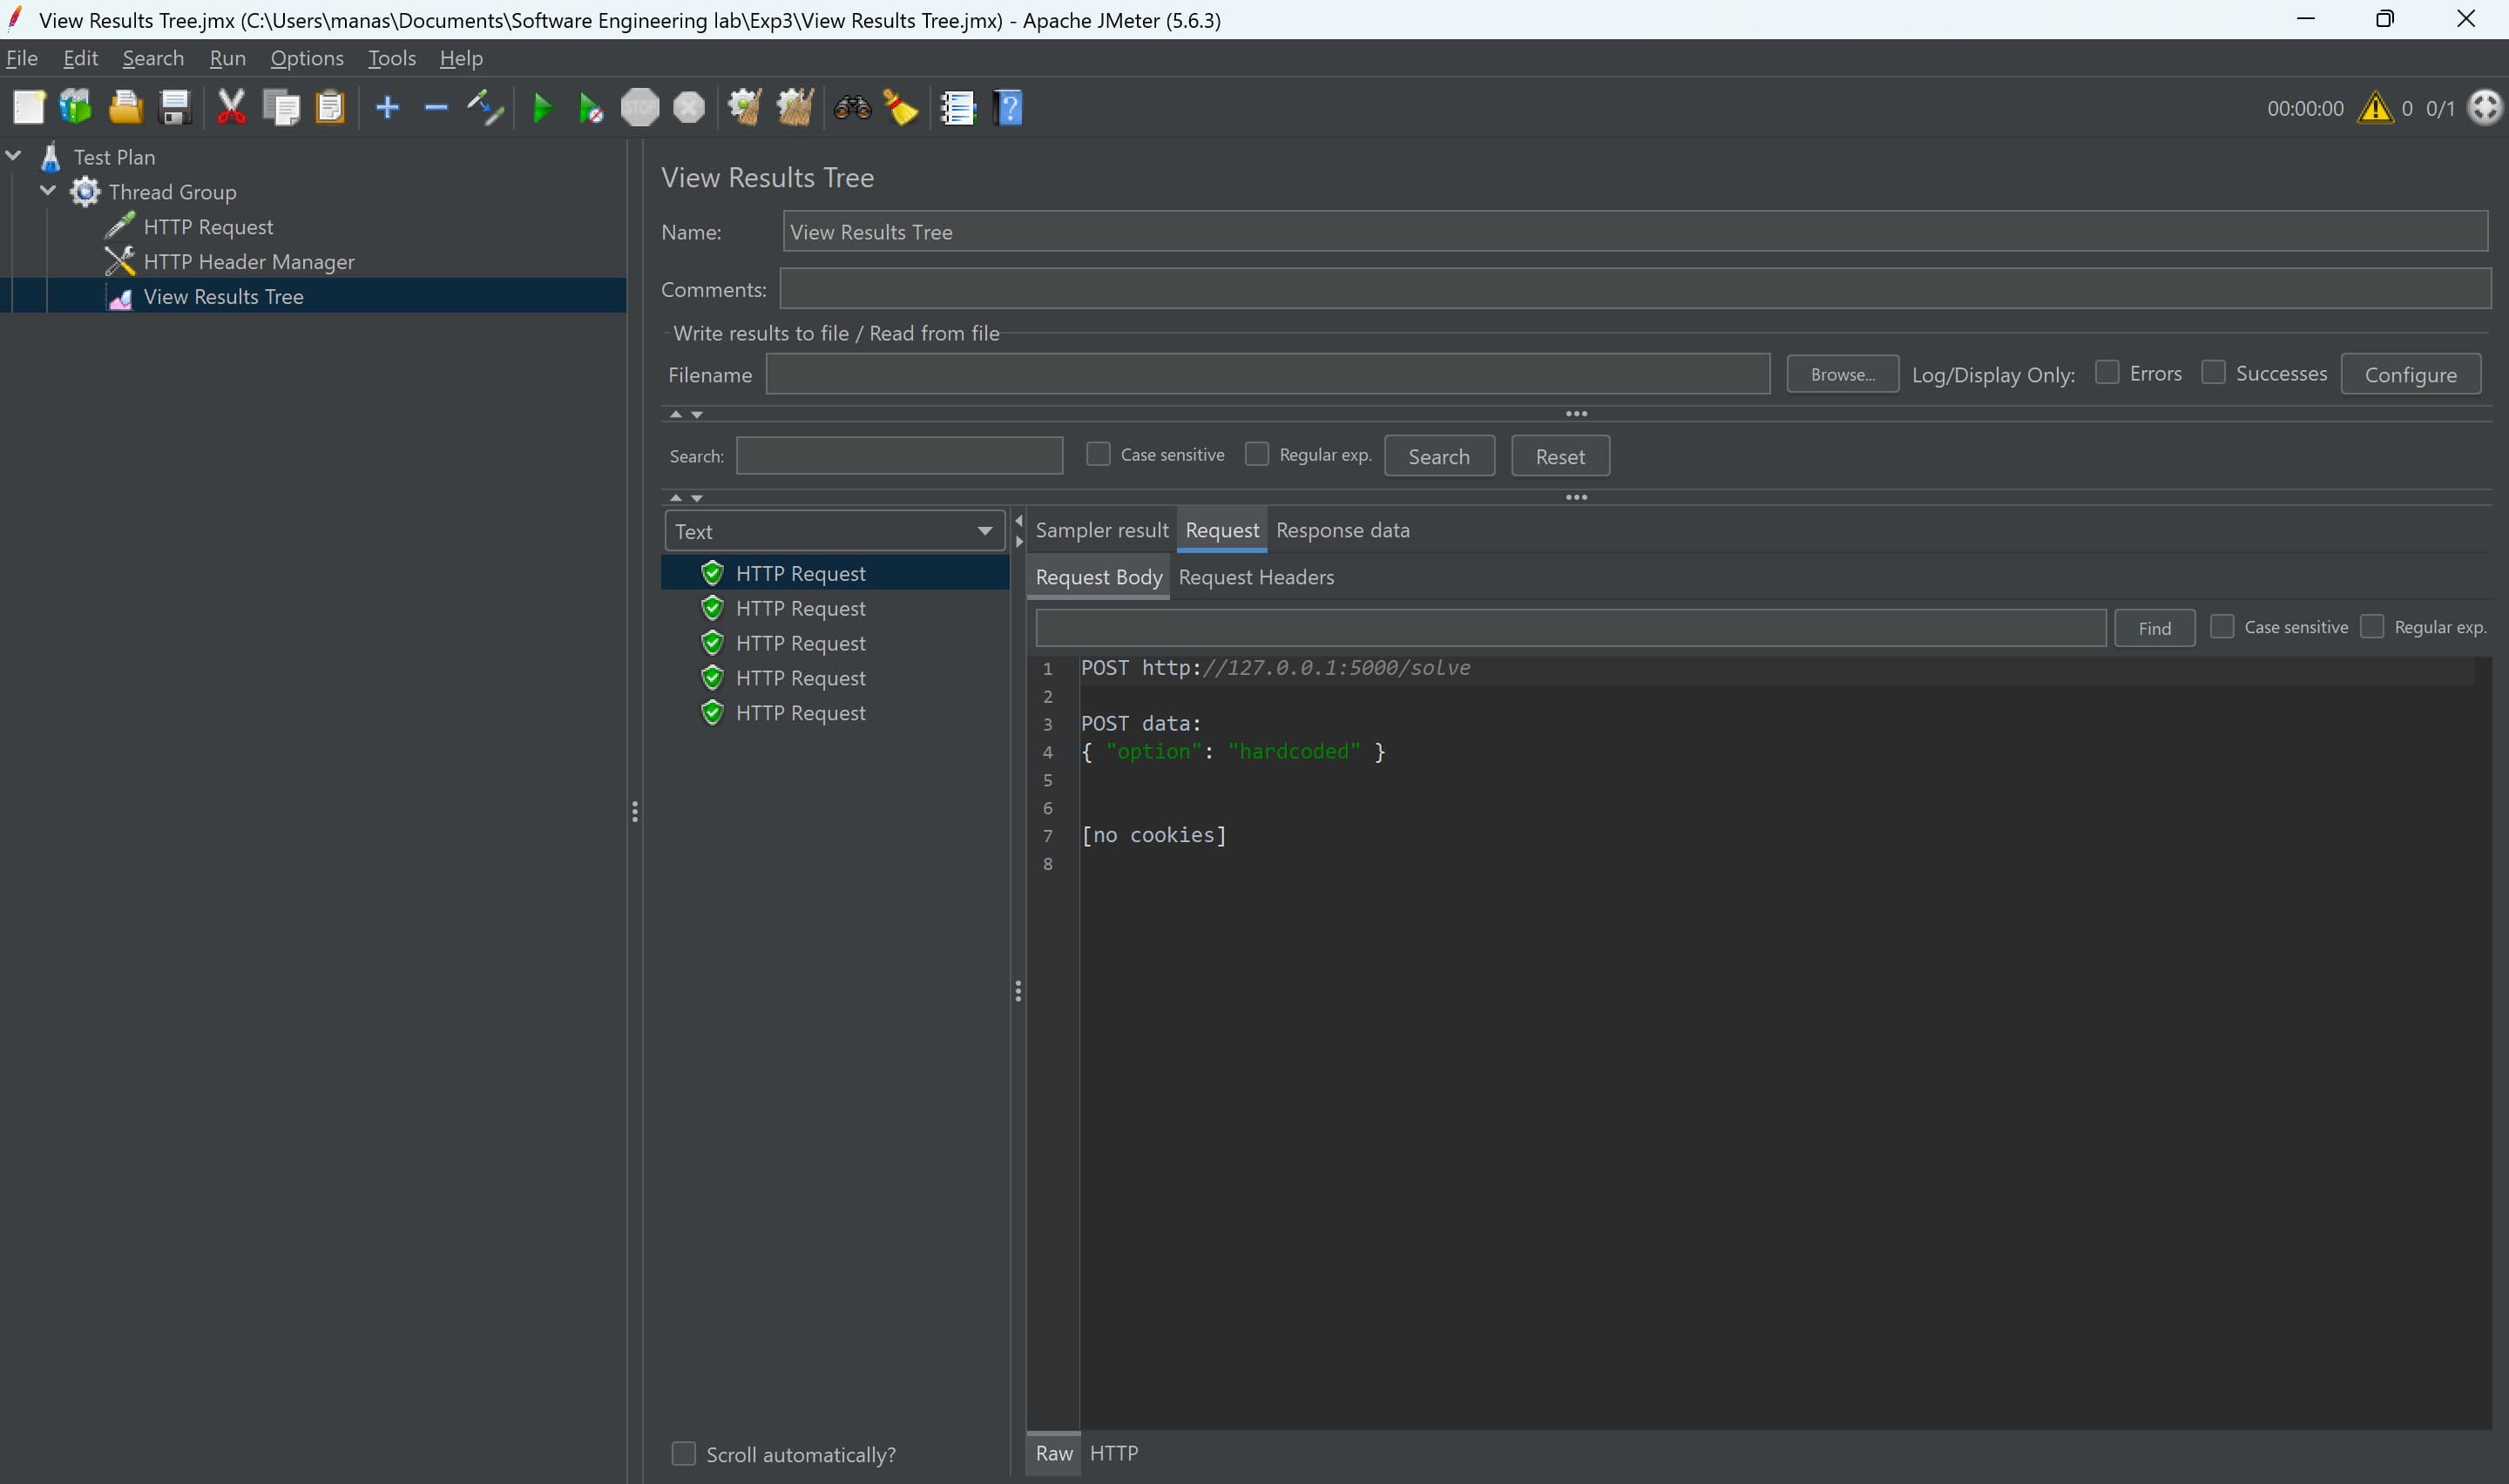 View Results Tree.jmx (C:\Users\manas\Documents\Software Engineering lab\Exp3\View Results Tree.jmx) - Apache JMeter (5.6.3)
File Edit Search Run Options Tools Help
STOP
00:00:00 0 0/1
Test Plan
Thread Group
HTTP Request
HTTP Header Manager
View Results Tree
View Results Tree
Name: View Results Tree
Comments:
Write results to file / Read from file
Filename Browse... Log/Display Only: Errors Successes Configure
Search: Case sensitive Regular exp. Search Reset
Text
HTTP Request
HTTP Request
HTTP Request
HTTP Request
HTTP Request
Scroll automatically?
Sampler result Request Response data
Request Body Request Headers
Find Case sensitive Regular exp.
1 POST http://127.0.0.1:5000/solve
2
3 POST data:
4 { "option": "hardcoded" }
5
6
7 [no cookies]
8
Raw HTTP